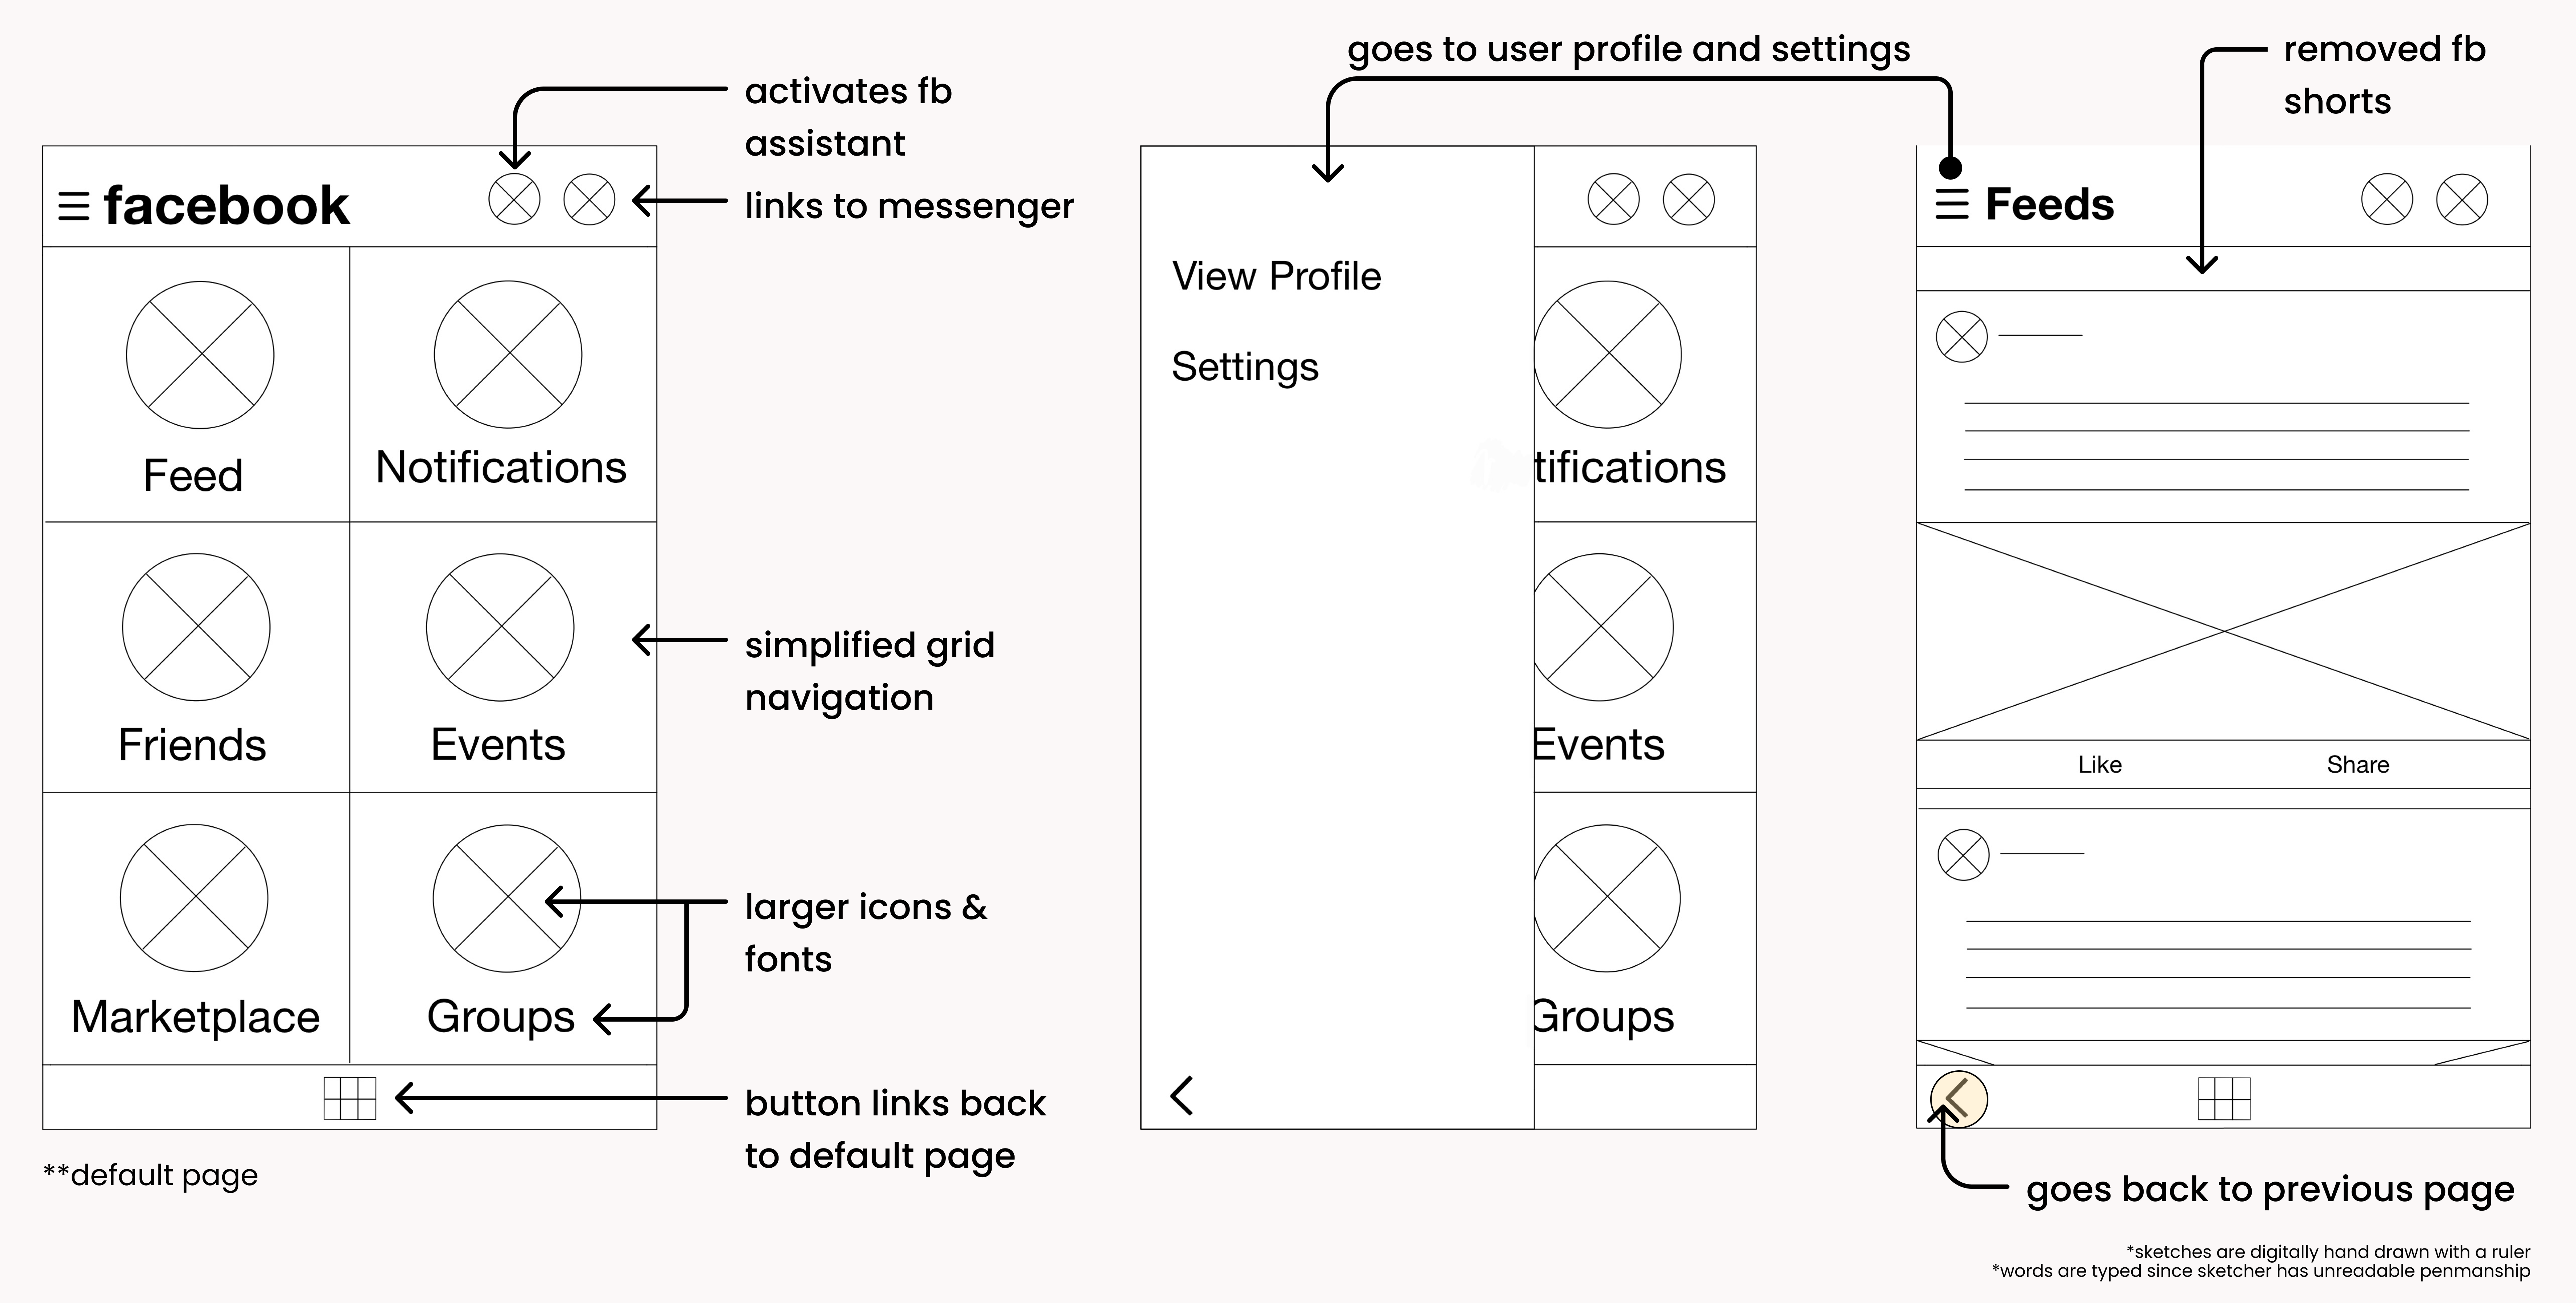 activates fb
assistant
links to messenger
facebook
Feed
Notifications
Friends
Events
simplified grid
navigation
larger icons &
fonts
Marketplace
Groups
button links back
to default page
**default page
goes to user profile and settings
View Profile
Settings
tifications
Events
Groups
removed fb
shorts
Feeds
Like
Share
goes back to previous page
*sketches are digitally hand drawn with a ruler
*words are typed since sketcher has unreadable penmanship